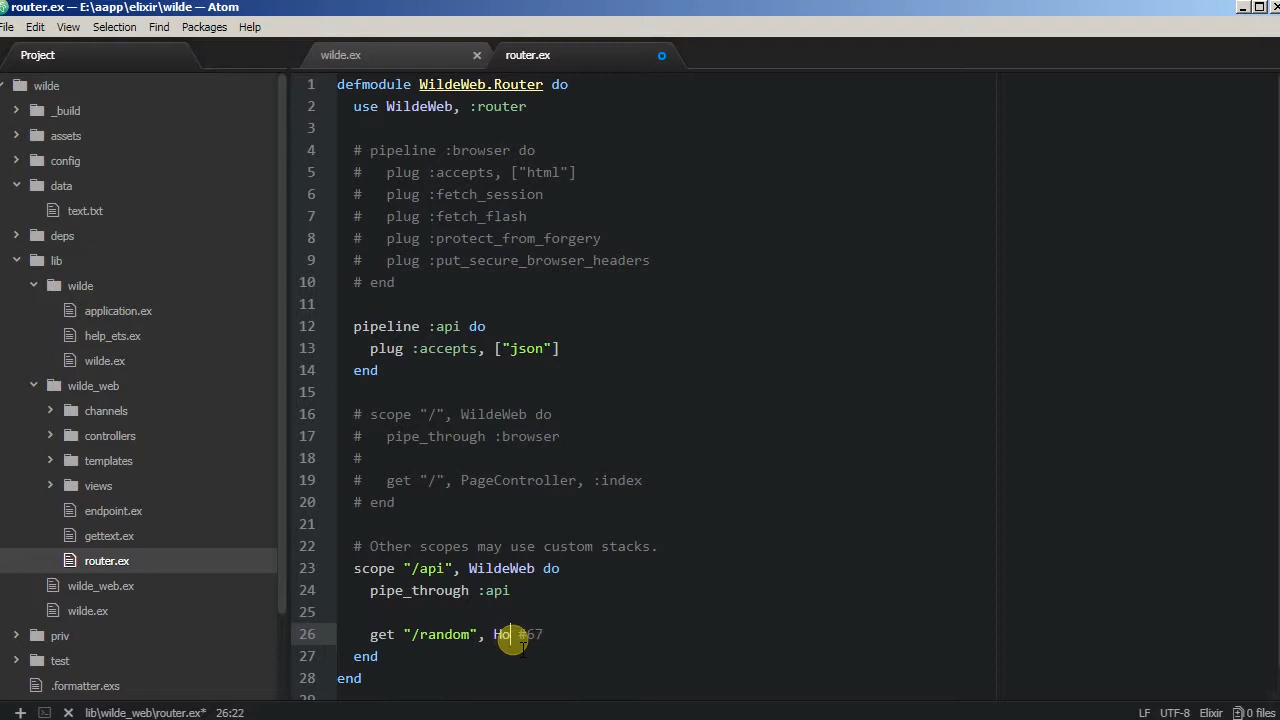 router.ex — E:\aapp\elixir\wilde — Atom
File Edit View Selection Find Packages Help
Project
wilde.ex
router.ex
wilde
_build
assets
config
data
text.txt
deps
lib
wilde
application.ex
help_ets.ex
wilde.ex
wilde_web
channels
controllers
templates
views
endpoint.ex
gettext.ex
router.ex
wilde_web.ex
wilde.ex
priv
test
.formatter.exs
1 defmodule WildeWeb.Router do
2 use WildeWeb, :router
3
4 # pipeline :browser do
5 #   plug :accepts, ["html"]
6 #   plug :fetch_session
7 #   plug :fetch_flash
8 #   plug :protect_from_forgery
9 #   plug :put_secure_browser_headers
10 # end
11
12 pipeline :api do
13 plug :accepts, ["json"]
14 end
15
16 # scope "/", WildeWeb do
17 #   pipe_through :browser
18 #
19 #   get "/", PageController, :index
20 # end
21
22 # Other scopes may use custom stacks.
23 scope "/api", WildeWeb do
24 pipe_through :api
25
26 get "/random", Ho #67
27 end
28 end
29
lib\wilde_web\router.ex* 26:22 LF UTF-8 Elixir 0 files